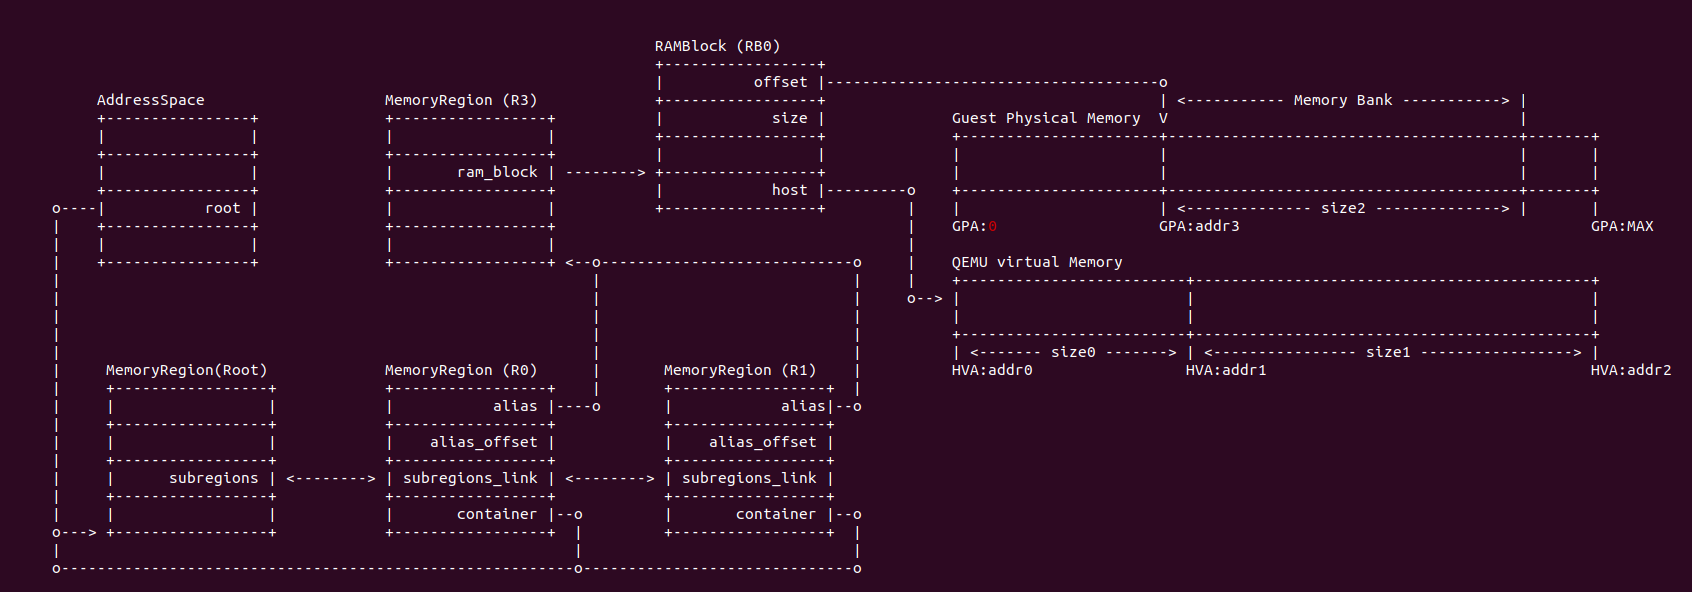 RAMBlock (RB0)
offset
AddressSpace MemoryRegion (R3) <----------- Memory Bank ----------->
size Guest Physical Memory V
ram_block -------->
host
root <-------------- size2 -------------->
GPA:0 GPA:addr3 GPA:MAX
QEMU virtual Memory
<------- size0 -------> <---------------- size1 ----------------->
MemoryRegion(Root) MemoryRegion (R0) MemoryRegion (R1) HVA:addr0 HVA:addr1 HVA:addr2
alias alias
alias_offset alias_offset
subregions <--------> subregions_link <--------> subregions_link
container container